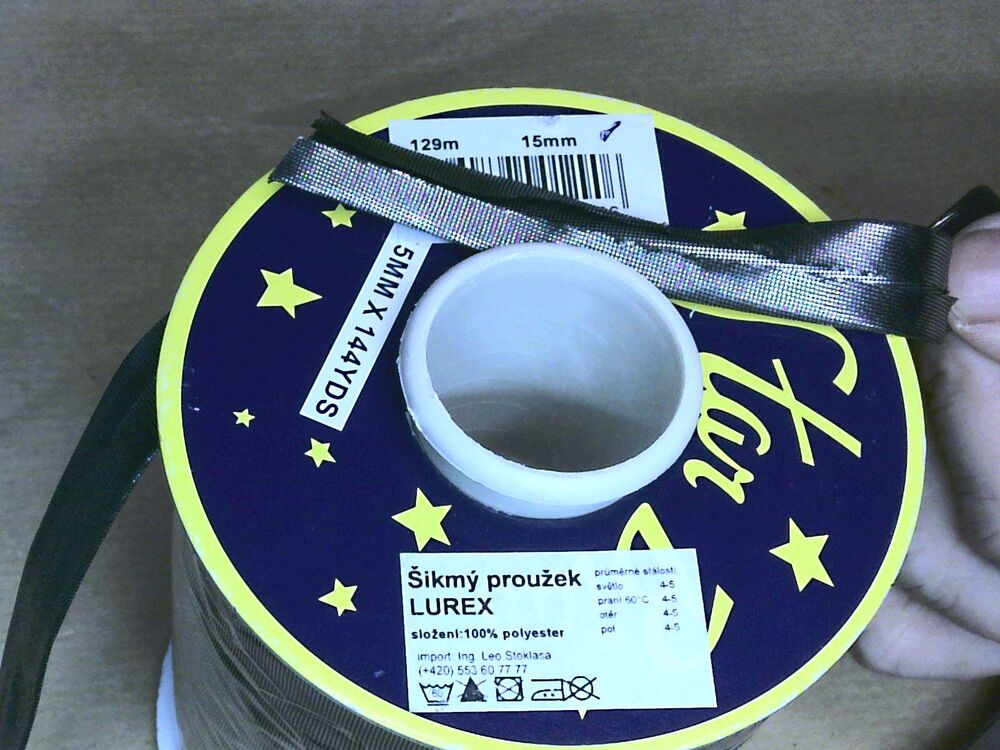 129m 15mm
5MM X 144YDS
Star
Šikmý proužek
LUREX
složení:100% polyester
import: Ing. Leo Stoklasa
(+420) 553 60 77 77
průměrné stálosti:
světlo 4-5
praní 60°C 4-5
otěr 4-5
pot 4-5